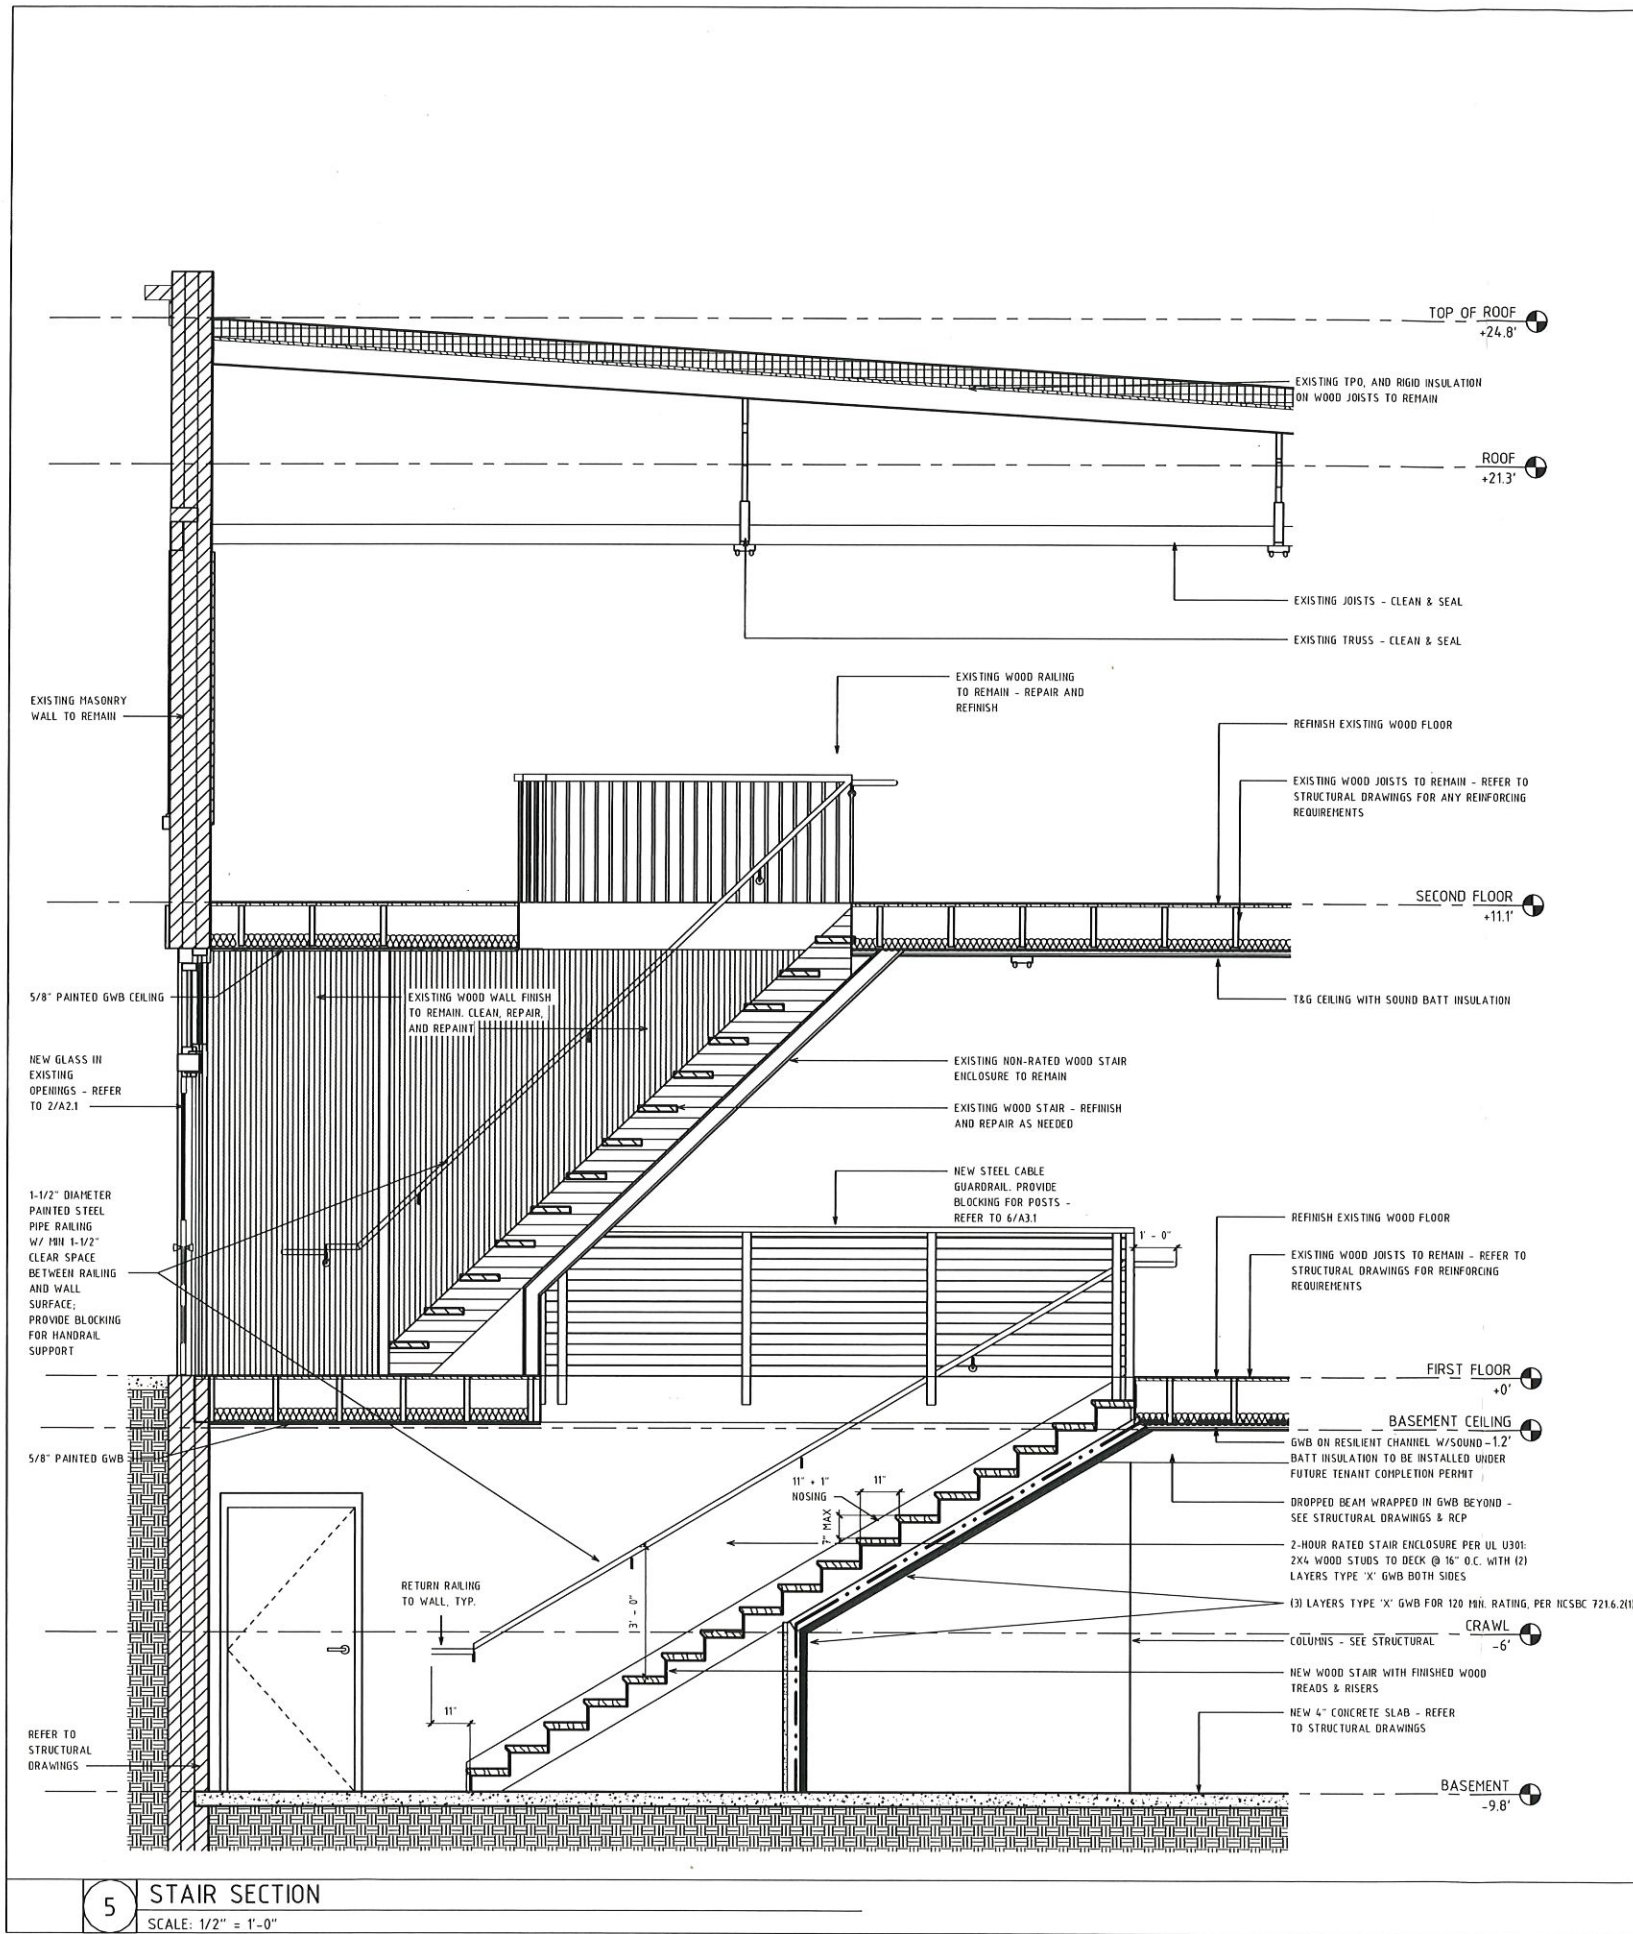 TOP OF ROOF
+24.8'
EXISTING TPO, AND RIGID INSULATION
ON WOOD JOISTS TO REMAIN
ROOF
+21.3'
EXISTING JOISTS - CLEAN & SEAL
EXISTING TRUSS - CLEAN & SEAL
EXISTING WOOD RAILING
TO REMAIN - REPAIR AND
REFINISH
EXISTING MASONRY
WALL TO REMAIN
REFINISH EXISTING WOOD FLOOR
EXISTING WOOD JOISTS TO REMAIN - REFER TO
STRUCTURAL DRAWINGS FOR ANY REINFORCING
REQUIREMENTS
SECOND FLOOR
+11.1'
5/8" PAINTED GWB CEILING
EXISTING WOOD WALL FINISH
TO REMAIN. CLEAN, REPAIR,
AND REPAINT
T&G CEILING WITH SOUND BATT INSULATION
NEW GLASS IN
EXISTING
OPENINGS - REFER
TO 2/A2.1
EXISTING NON-RATED WOOD STAIR
ENCLOSURE TO REMAIN
EXISTING WOOD STAIR - REFINISH
AND REPAIR AS NEEDED
NEW STEEL CABLE
GUARDRAIL. PROVIDE
BLOCKING FOR POSTS -
REFER TO 6/A3.1
1-1/2" DIAMETER
PAINTED STEEL
PIPE RAILING
W/ MIN 1-1/2"
CLEAR SPACE
BETWEEN RAILING
AND WALL
SURFACE;
PROVIDE BLOCKING
FOR HANDRAIL
SUPPORT
1' - 0"
REFINISH EXISTING WOOD FLOOR
EXISTING WOOD JOISTS TO REMAIN - REFER TO
STRUCTURAL DRAWINGS FOR REINFORCING
REQUIREMENTS
FIRST FLOOR
+0'
BASEMENT CEILING
-1.2'
5/8" PAINTED GWB
GWB ON RESILIENT CHANNEL W/SOUND
BATT INSULATION TO BE INSTALLED UNDER
FUTURE TENANT COMPLETION PERMIT
11" + 1"
NOSING
11"
7" MAX
DROPPED BEAM WRAPPED IN GWB BEYOND -
SEE STRUCTURAL DRAWINGS & RCP
2-HOUR RATED STAIR ENCLOSURE PER UL U301:
2X4 WOOD STUDS TO DECK @ 16" O.C. WITH (2)
LAYERS TYPE 'X' GWB BOTH SIDES
RETURN RAILING
TO WALL, TYP.
3' - 0"
(3) LAYERS TYPE 'X' GWB FOR 120 MIN. RATING, PER NCSBC 721.6.2(1)
CRAWL
-6'
COLUMNS - SEE STRUCTURAL
NEW WOOD STAIR WITH FINISHED WOOD
TREADS & RISERS
11"
NEW 4" CONCRETE SLAB - REFER
TO STRUCTURAL DRAWINGS
REFER TO
STRUCTURAL
DRAWINGS
BASEMENT
-9.8'
5
STAIR SECTION
SCALE: 1/2" = 1'-0"